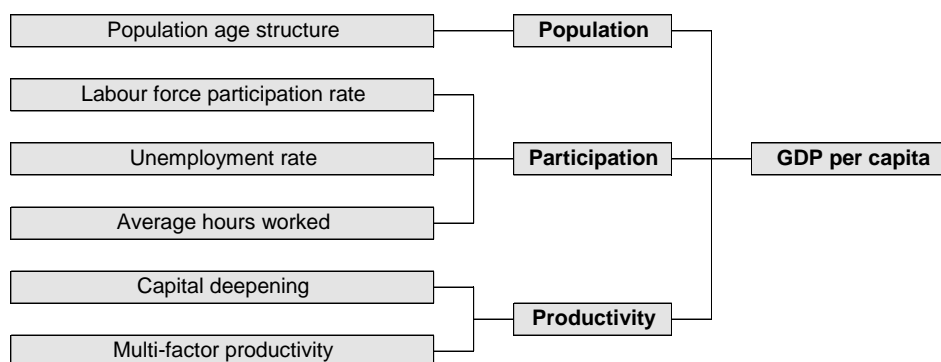 Population age structure
Population
Labour force participation rate
Unemployment rate
Participation
GDP per capita
Average hours worked
Capital deepening
Productivity
Multi-factor productivity